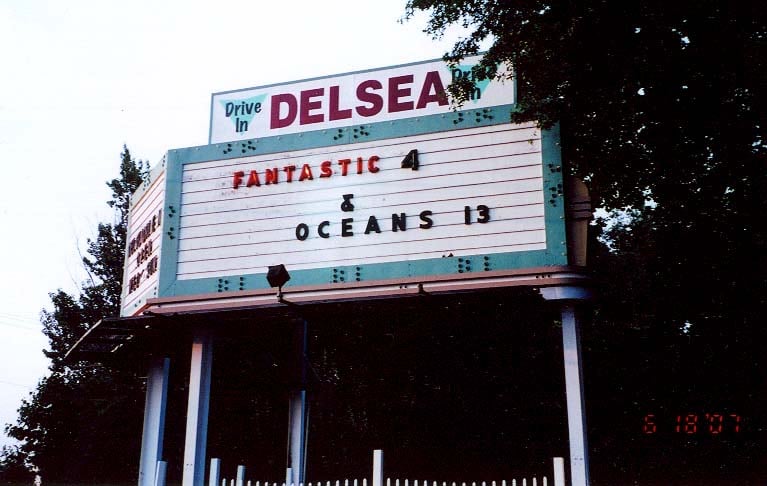 Drive DELSEA Drive
In In
FANTASTIC 4
&
OCEANS 13
6 18 '07